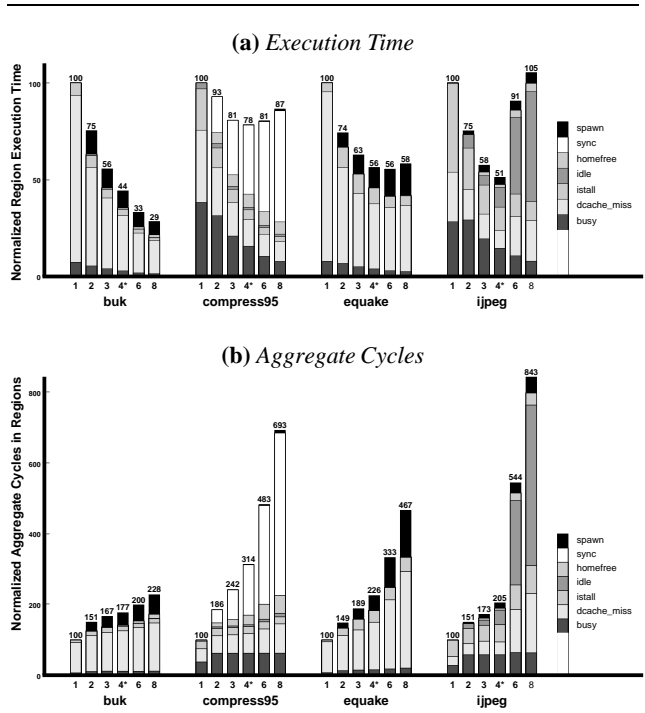 (a) Execution Time
Normalized Region Execution Time
100
50
0
100
75
56
44
33
29
100
93
81
78
81
87
100
74
63
56
56
58
100
75
58
51
91
105
spawn
sync
homefree
idle
istall
dcache_miss
busy
1 2 3 4* 6 8 1 2 3 4* 6 8 1 2 3 4* 6 8 1 2 3 4* 6 8
buk compress95 equake ijpeg
(b) Aggregate Cycles
Normalized Aggregate Cycles in Regions
800
600
400
200
0
100
151
167
177
200
228
100
186
242
314
483
693
100
149
189
226
333
467
100
151
173
205
544
843
spawn
sync
homefree
idle
istall
dcache_miss
busy
1 2 3 4* 6 8 1 2 3 4* 6 8 1 2 3 4* 6 8 1 2 3 4* 6 8
buk compress95 equake ijpeg